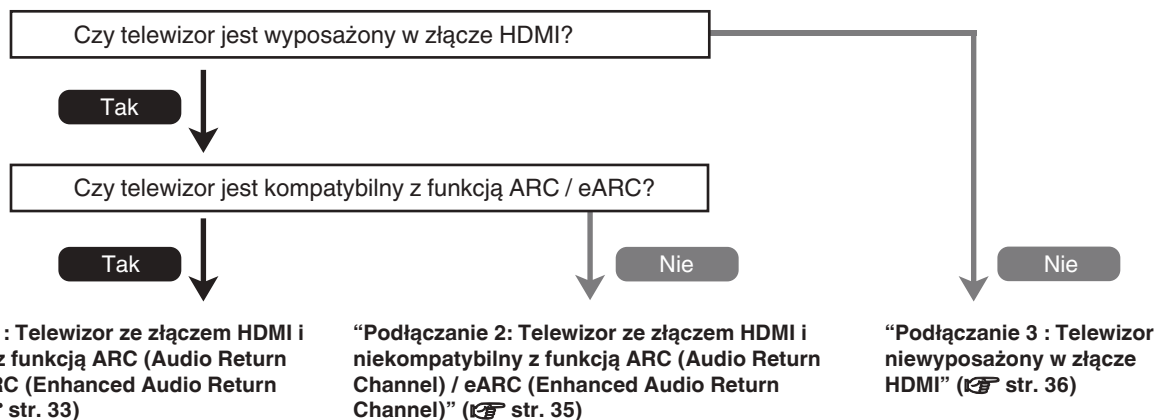 Czy telewizor jest wyposażony w złącze HDMI?
Tak
Czy telewizor jest kompatybilny z funkcją ARC / eARC?
Tak
Nie
Nie
: Telewizor ze złączem HDMI i
z funkcją ARC (Audio Return
RC (Enhanced Audio Return
str. 33)
“Podłączanie 2: Telewizor ze złączem HDMI i
niekompatybilny z funkcją ARC (Audio Return
Channel) / eARC (Enhanced Audio Return
Channel)” (☞ str. 35)
“Podłączanie 3 : Telewizor
niewyposażony w złącze
HDMI” (☞ str. 36)